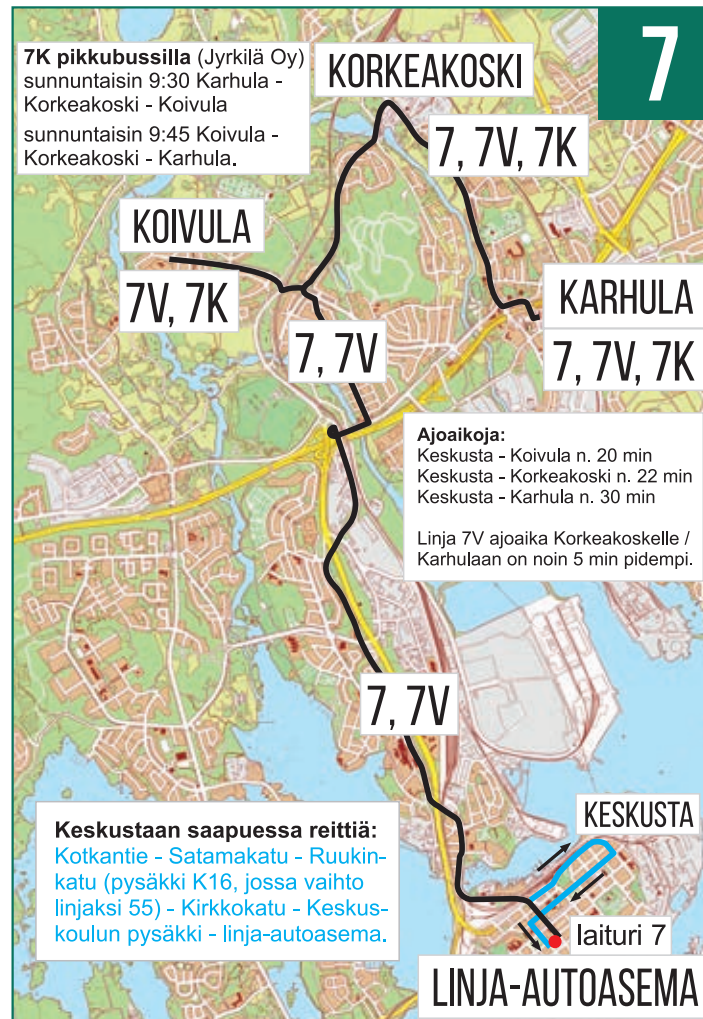 7K pikkubussilla (Jyrkilä Oy)
sunnuntaisin 9:30 Karhula -
Korkeakoski - Koivula
sunnuntaisin 9:45 Koivula -
Korkeakoski - Karhula.
7
KORKEAKOSKI
7, 7V, 7K
KOIVULA
7V, 7K
7, 7V
KARHULA
7, 7V, 7K
Ajoaikoja:
Keskusta - Koivula n. 20 min
Keskusta - Korkeakoski n. 22 min
Keskusta - Karhula n. 30 min
Linja 7V ajoaika Korkeakoskelle /
Karhulaan on noin 5 min pidempi.
7, 7V
Keskustaan saapuessa reittiä:
Kotkantie - Satamakatu - Ruukin-
katu (pysäkki K16, jossa vaihto
linjaksi 55) - Kirkkokatu - Keskus-
koulun pysäkki - linja-autoasema.
KESKUSTA
laituri 7
LINJA-AUTOASEMA